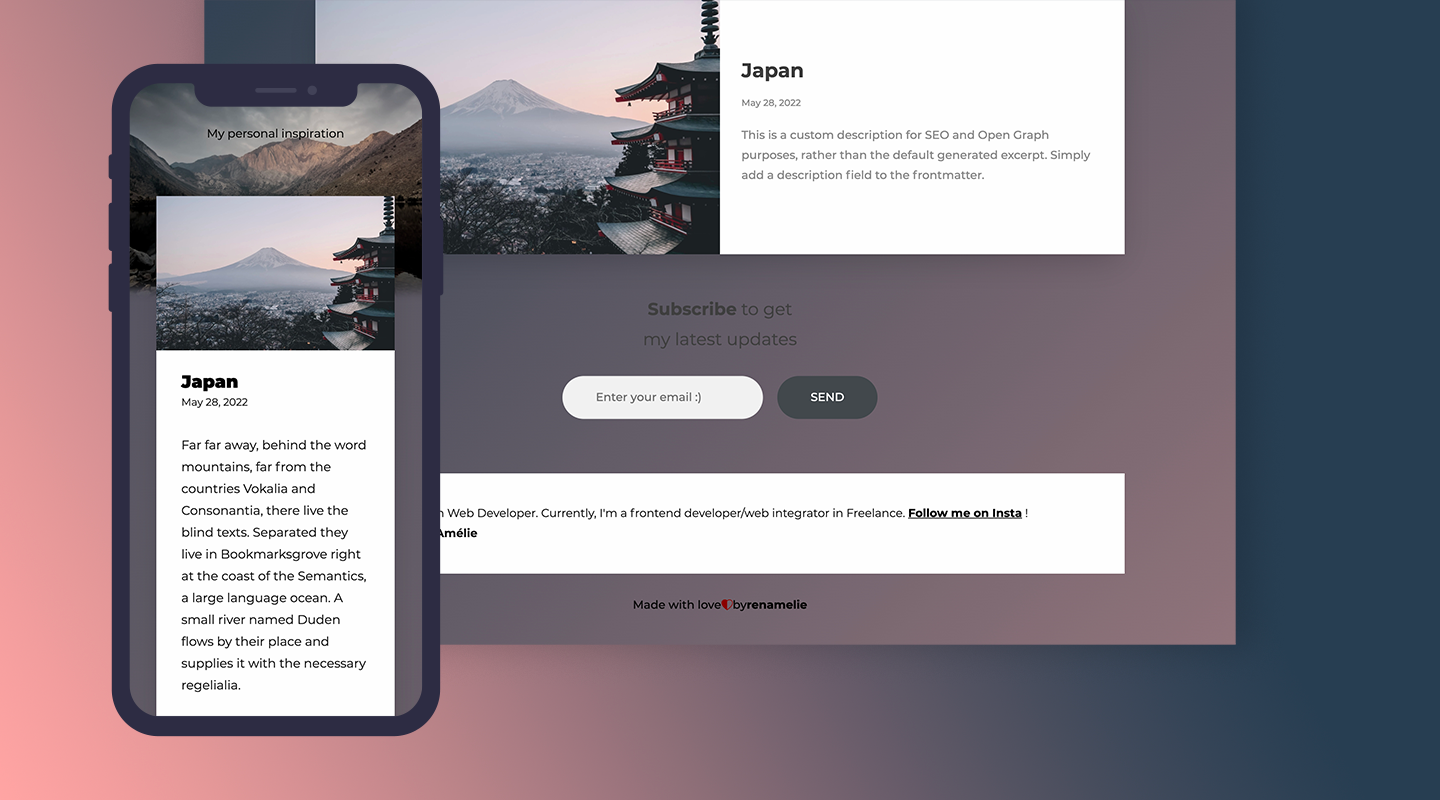 My personal inspiration
Japan
May 28, 2022
Far far away, behind the word
mountains, far from the
countries Vokalia and
Consonantia, there live the
blind texts. Separated they
live in Bookmarksgrove right
at the coast of the Semantics,
a large language ocean. A
small river named Duden
flows by their place and
supplies it with the necessary
regelialia.
Japan
May 28, 2022
This is a custom description for SEO and Open Graph
purposes, rather than the default generated excerpt. Simply
add a description field to the frontmatter.
Subscribe to get
my latest updates
Enter your email :)
SEND
Web Developer. Currently, I'm a frontend developer/web integrator in Freelance. Follow me on Insta !
Amélie
Made with love by renamelie